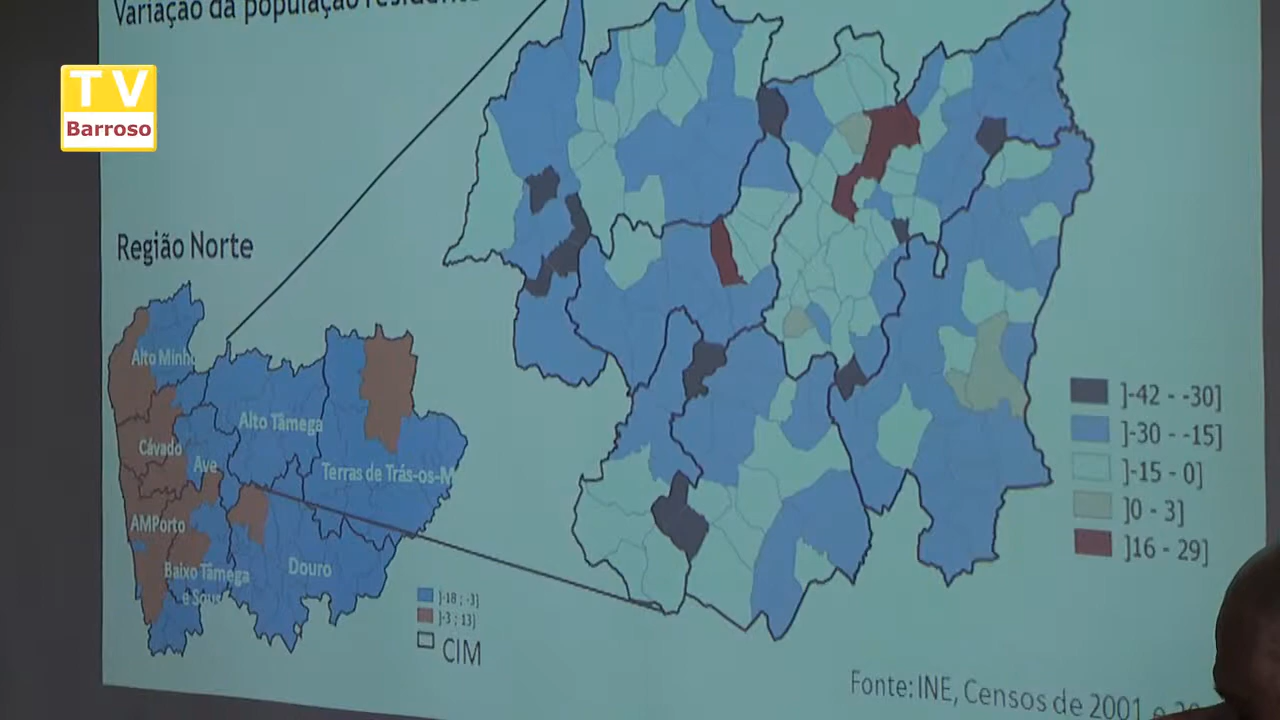 Variação da população residente
TV
Barroso
Região Norte
Alto Minho
Alto Tâmega
Cávado
Ave
Terras de Trás-os-M
AMPorto
Baixo Tâmega
Douro
]-18 ; -3]
]-3 ; 13]
CIM
]-42 - -30]
]-30 - -15]
]-15 - 0]
]0 - 3]
]16 - 29]
Fonte: INE, Censos de 2001 e